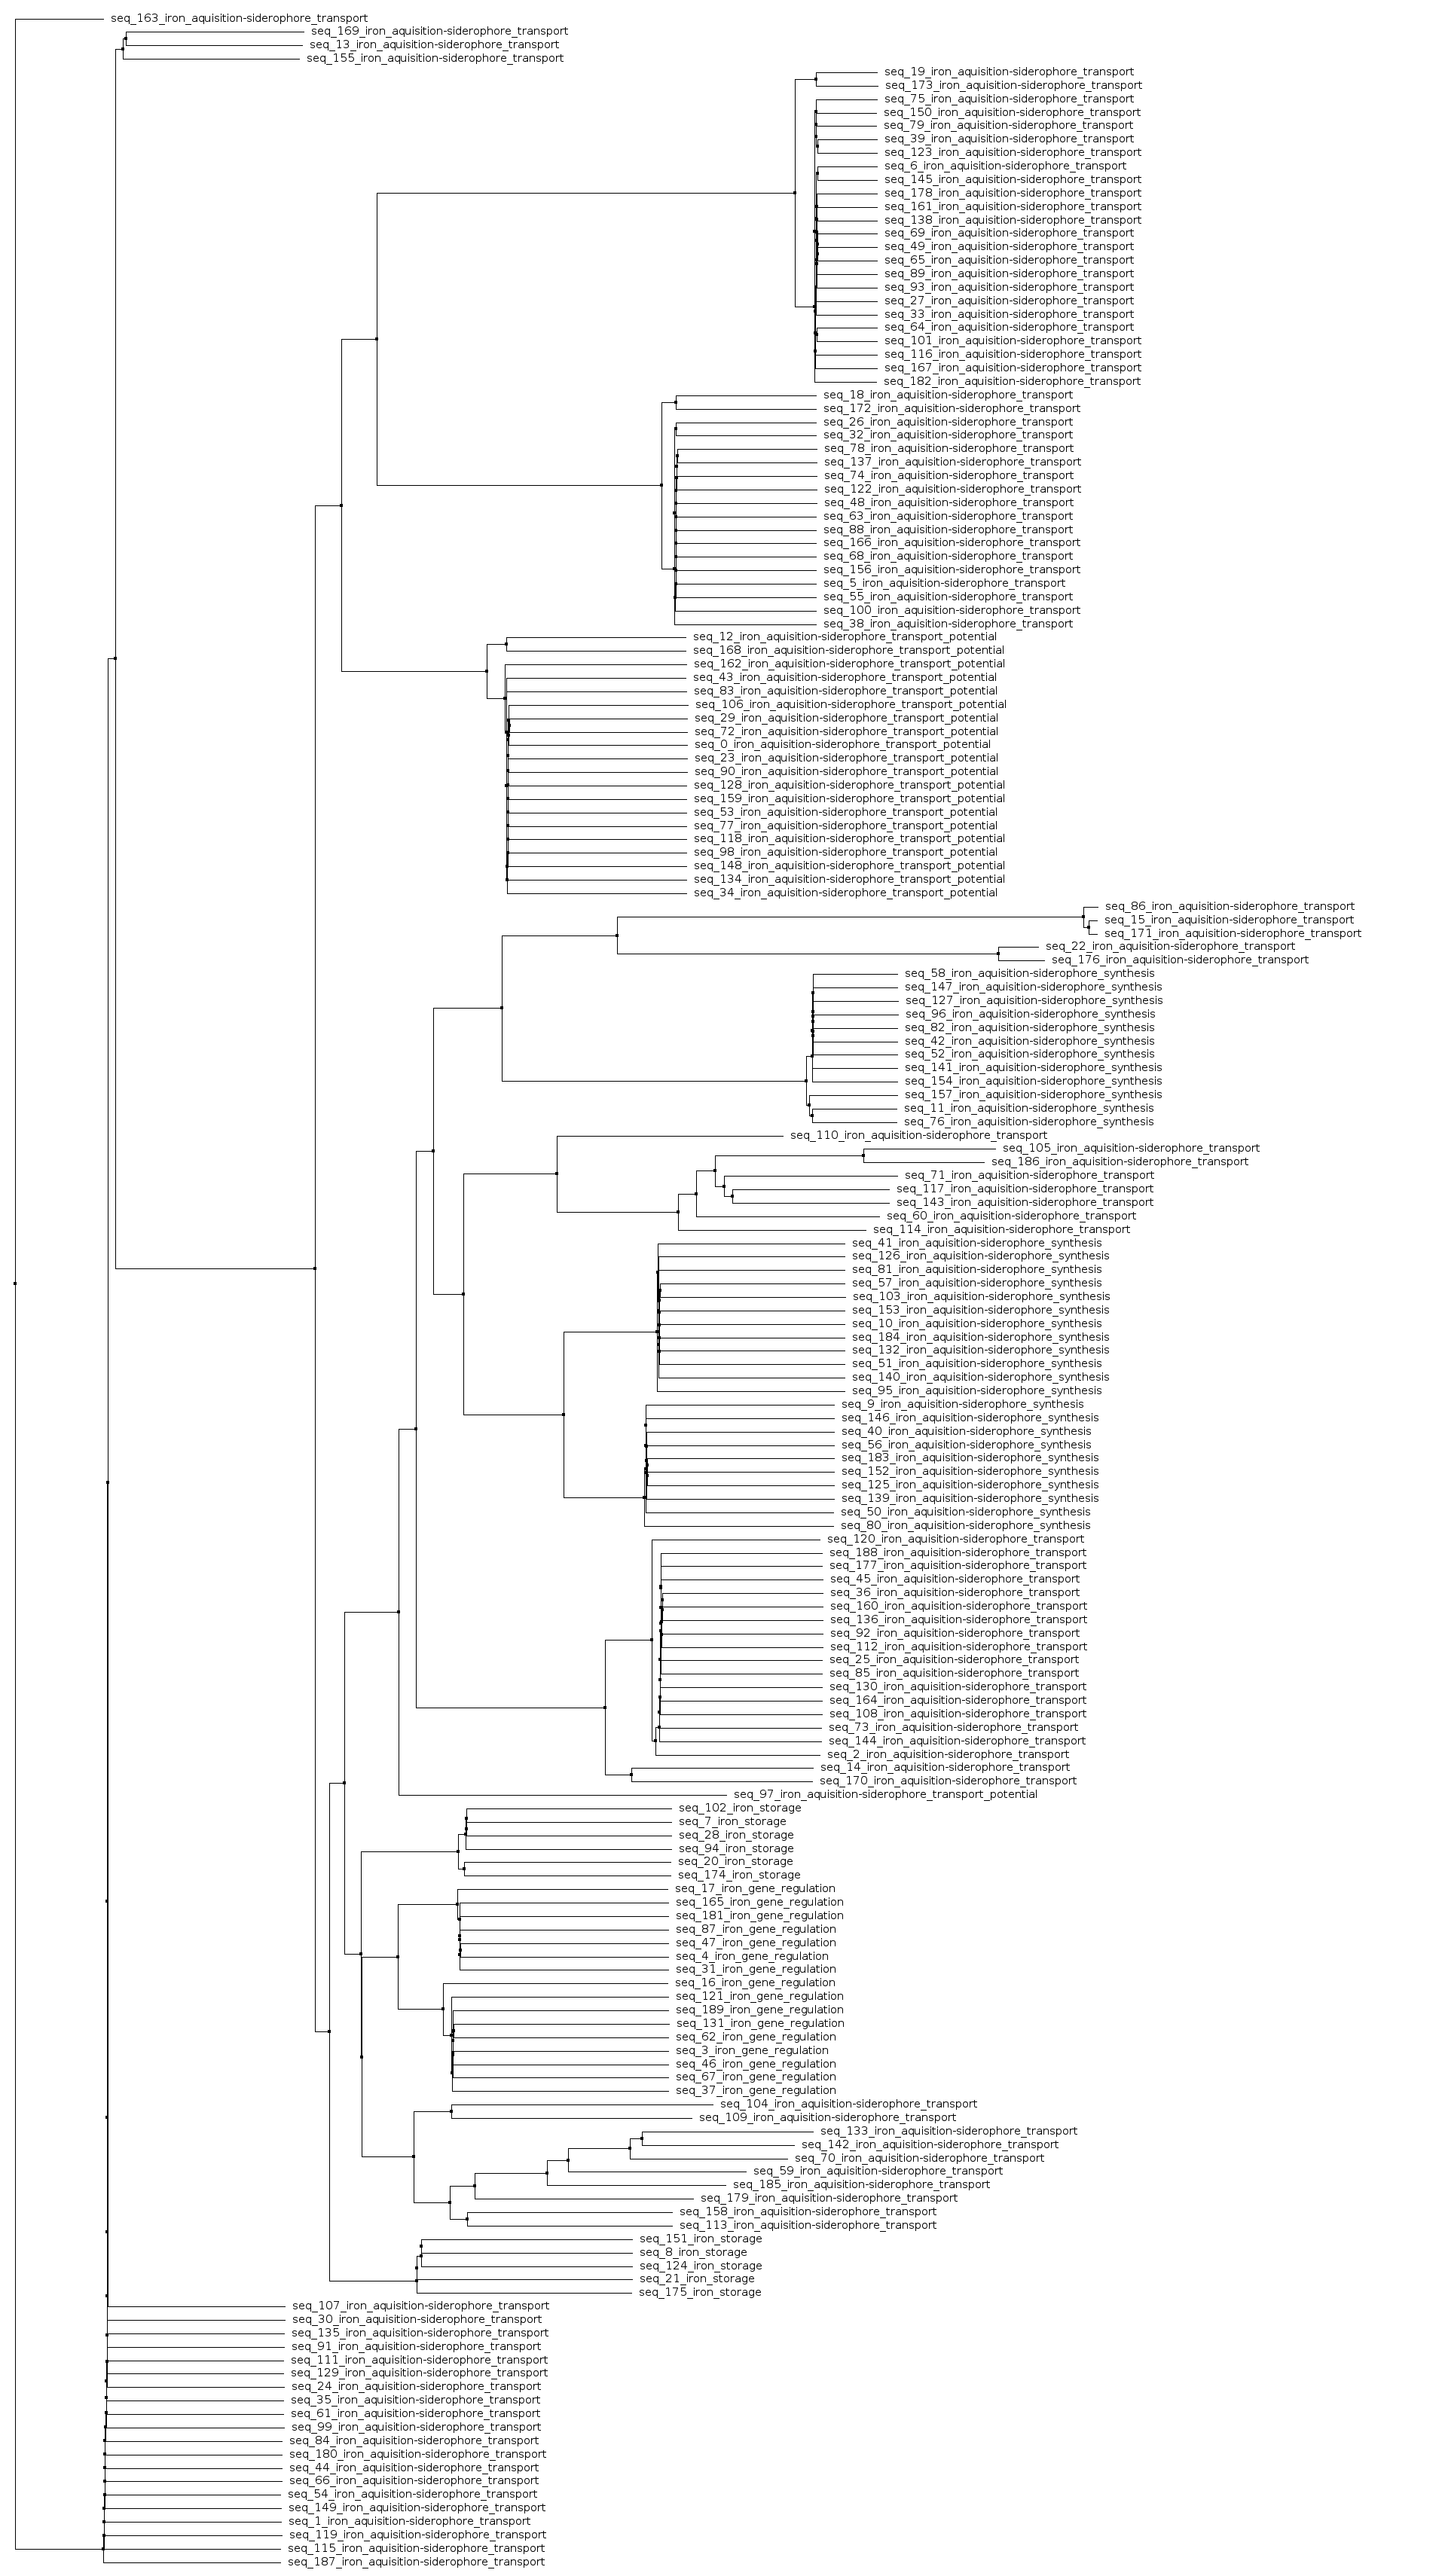 seq_163_iron_aquisition-siderophore_transport
seq_169_iron_aquisition-siderophore_transport
seq_13_iron_aquisition-siderophore_transport
seq_155_iron_aquisition-siderophore_transport
seq_19_iron_aquisition-siderophore_transport
seq_173_iron_aquisition-siderophore_transport
seq_75_iron_aquisition-siderophore_transport
seq_150_iron_aquisition-siderophore_transport
seq_79_iron_aquisition-siderophore_transport
seq_39_iron_aquisition-siderophore_transport
seq_123_iron_aquisition-siderophore_transport
seq_6_iron_aquisition-siderophore_transport
seq_145_iron_aquisition-siderophore_transport
seq_178_iron_aquisition-siderophore_transport
seq_161_iron_aquisition-siderophore_transport
seq_138_iron_aquisition-siderophore_transport
seq_69_iron_aquisition-siderophore_transport
seq_49_iron_aquisition-siderophore_transport
seq_65_iron_aquisition-siderophore_transport
seq_89_iron_aquisition-siderophore_transport
seq_93_iron_aquisition-siderophore_transport
seq_27_iron_aquisition-siderophore_transport
seq_33_iron_aquisition-siderophore_transport
seq_64_iron_aquisition-siderophore_transport
seq_101_iron_aquisition-siderophore_transport
seq_116_iron_aquisition-siderophore_transport
seq_167_iron_aquisition-siderophore_transport
seq_182_iron_aquisition-siderophore_transport
seq_18_iron_aquisition-siderophore_transport
seq_172_iron_aquisition-siderophore_transport
seq_26_iron_aquisition-siderophore_transport
seq_32_iron_aquisition-siderophore_transport
seq_78_iron_aquisition-siderophore_transport
seq_137_iron_aquisition-siderophore_transport
seq_74_iron_aquisition-siderophore_transport
seq_122_iron_aquisition-siderophore_transport
seq_48_iron_aquisition-siderophore_transport
seq_63_iron_aquisition-siderophore_transport
seq_88_iron_aquisition-siderophore_transport
seq_166_iron_aquisition-siderophore_transport
seq_68_iron_aquisition-siderophore_transport
seq_156_iron_aquisition-siderophore_transport
seq_5_iron_aquisition-siderophore_transport
seq_55_iron_aquisition-siderophore_transport
seq_100_iron_aquisition-siderophore_transport
seq_38_iron_aquisition-siderophore_transport
seq_12_iron_aquisition-siderophore_transport_potential
seq_168_iron_aquisition-siderophore_transport_potential
seq_162_iron_aquisition-siderophore_transport_potential
seq_43_iron_aquisition-siderophore_transport_potential
seq_83_iron_aquisition-siderophore_transport_potential
seq_106_iron_aquisition-siderophore_transport_potential
seq_29_iron_aquisition-siderophore_transport_potential
seq_72_iron_aquisition-siderophore_transport_potential
seq_0_iron_aquisition-siderophore_transport_potential
seq_23_iron_aquisition-siderophore_transport_potential
seq_90_iron_aquisition-siderophore_transport_potential
seq_128_iron_aquisition-siderophore_transport_potential
seq_159_iron_aquisition-siderophore_transport_potential
seq_53_iron_aquisition-siderophore_transport_potential
seq_77_iron_aquisition-siderophore_transport_potential
seq_118_iron_aquisition-siderophore_transport_potential
seq_98_iron_aquisition-siderophore_transport_potential
seq_148_iron_aquisition-siderophore_transport_potential
seq_134_iron_aquisition-siderophore_transport_potential
seq_34_iron_aquisition-siderophore_transport_potential
seq_86_iron_aquisition-siderophore_transport
seq_15_iron_aquisition-siderophore_transport
seq_171_iron_aquisition-siderophore_transport
seq_22_iron_aquisition-siderophore_transport
seq_176_iron_aquisition-siderophore_transport
seq_58_iron_aquisition-siderophore_synthesis
seq_147_iron_aquisition-siderophore_synthesis
seq_127_iron_aquisition-siderophore_synthesis
seq_96_iron_aquisition-siderophore_synthesis
seq_82_iron_aquisition-siderophore_synthesis
seq_42_iron_aquisition-siderophore_synthesis
seq_52_iron_aquisition-siderophore_synthesis
seq_141_iron_aquisition-siderophore_synthesis
seq_154_iron_aquisition-siderophore_synthesis
seq_157_iron_aquisition-siderophore_synthesis
seq_11_iron_aquisition-siderophore_synthesis
seq_76_iron_aquisition-siderophore_synthesis
seq_110_iron_aquisition-siderophore_transport
seq_105_iron_aquisition-siderophore_transport
seq_186_iron_aquisition-siderophore_transport
seq_71_iron_aquisition-siderophore_transport
seq_117_iron_aquisition-siderophore_transport
seq_143_iron_aquisition-siderophore_transport
seq_60_iron_aquisition-siderophore_transport
seq_114_iron_aquisition-siderophore_transport
seq_41_iron_aquisition-siderophore_synthesis
seq_126_iron_aquisition-siderophore_synthesis
seq_81_iron_aquisition-siderophore_synthesis
seq_57_iron_aquisition-siderophore_synthesis
seq_103_iron_aquisition-siderophore_synthesis
seq_153_iron_aquisition-siderophore_synthesis
seq_10_iron_aquisition-siderophore_synthesis
seq_184_iron_aquisition-siderophore_synthesis
seq_132_iron_aquisition-siderophore_synthesis
seq_51_iron_aquisition-siderophore_synthesis
seq_140_iron_aquisition-siderophore_synthesis
seq_95_iron_aquisition-siderophore_synthesis
seq_9_iron_aquisition-siderophore_synthesis
seq_146_iron_aquisition-siderophore_synthesis
seq_40_iron_aquisition-siderophore_synthesis
seq_56_iron_aquisition-siderophore_synthesis
seq_183_iron_aquisition-siderophore_synthesis
seq_152_iron_aquisition-siderophore_synthesis
seq_125_iron_aquisition-siderophore_synthesis
seq_139_iron_aquisition-siderophore_synthesis
seq_50_iron_aquisition-siderophore_synthesis
seq_80_iron_aquisition-siderophore_synthesis
seq_120_iron_aquisition-siderophore_transport
seq_188_iron_aquisition-siderophore_transport
seq_177_iron_aquisition-siderophore_transport
seq_45_iron_aquisition-siderophore_transport
seq_36_iron_aquisition-siderophore_transport
seq_160_iron_aquisition-siderophore_transport
seq_136_iron_aquisition-siderophore_transport
seq_92_iron_aquisition-siderophore_transport
seq_112_iron_aquisition-siderophore_transport
seq_25_iron_aquisition-siderophore_transport
seq_85_iron_aquisition-siderophore_transport
seq_130_iron_aquisition-siderophore_transport
seq_164_iron_aquisition-siderophore_transport
seq_108_iron_aquisition-siderophore_transport
seq_73_iron_aquisition-siderophore_transport
seq_144_iron_aquisition-siderophore_transport
seq_2_iron_aquisition-siderophore_transport
seq_14_iron_aquisition-siderophore_transport
seq_170_iron_aquisition-siderophore_transport
seq_97_iron_aquisition-siderophore_transport_potential
seq_102_iron_storage
seq_7_iron_storage
seq_28_iron_storage
seq_94_iron_storage
seq_20_iron_storage
seq_174_iron_storage
seq_17_iron_gene_regulation
seq_165_iron_gene_regulation
seq_181_iron_gene_regulation
seq_87_iron_gene_regulation
seq_47_iron_gene_regulation
seq_4_iron_gene_regulation
seq_31_iron_gene_regulation
seq_16_iron_gene_regulation
seq_121_iron_gene_regulation
seq_189_iron_gene_regulation
seq_131_iron_gene_regulation
seq_62_iron_gene_regulation
seq_3_iron_gene_regulation
seq_46_iron_gene_regulation
seq_67_iron_gene_regulation
seq_37_iron_gene_regulation
seq_104_iron_aquisition-siderophore_transport
seq_109_iron_aquisition-siderophore_transport
seq_133_iron_aquisition-siderophore_transport
seq_142_iron_aquisition-siderophore_transport
seq_70_iron_aquisition-siderophore_transport
seq_59_iron_aquisition-siderophore_transport
seq_185_iron_aquisition-siderophore_transport
seq_179_iron_aquisition-siderophore_transport
seq_158_iron_aquisition-siderophore_transport
seq_113_iron_aquisition-siderophore_transport
seq_151_iron_storage
seq_8_iron_storage
seq_124_iron_storage
seq_21_iron_storage
seq_175_iron_storage
seq_107_iron_aquisition-siderophore_transport
seq_30_iron_aquisition-siderophore_transport
seq_135_iron_aquisition-siderophore_transport
seq_91_iron_aquisition-siderophore_transport
seq_111_iron_aquisition-siderophore_transport
seq_129_iron_aquisition-siderophore_transport
seq_24_iron_aquisition-siderophore_transport
seq_35_iron_aquisition-siderophore_transport
seq_61_iron_aquisition-siderophore_transport
seq_99_iron_aquisition-siderophore_transport
seq_84_iron_aquisition-siderophore_transport
seq_180_iron_aquisition-siderophore_transport
seq_44_iron_aquisition-siderophore_transport
seq_66_iron_aquisition-siderophore_transport
seq_54_iron_aquisition-siderophore_transport
seq_149_iron_aquisition-siderophore_transport
seq_1_iron_aquisition-siderophore_transport
seq_119_iron_aquisition-siderophore_transport
seq_115_iron_aquisition-siderophore_transport
seq_187_iron_aquisition-siderophore_transport